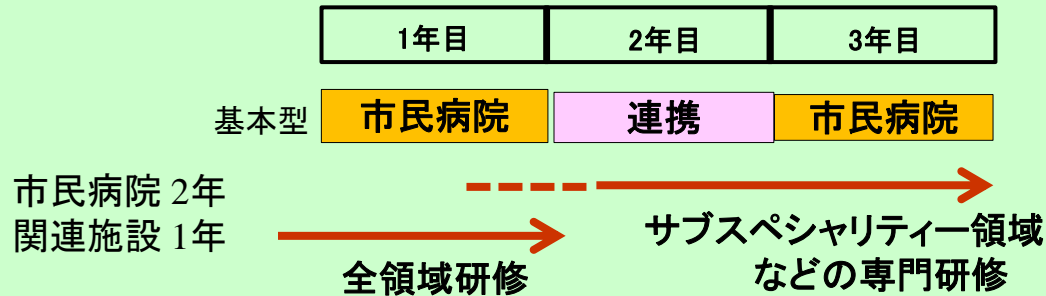 1年目 2年目 3年目
基本型 市民病院 連携 市民病院
市民病院 2年
関連施設 1年
サブスペシャリティー領域
などの専門研修
全領域研修